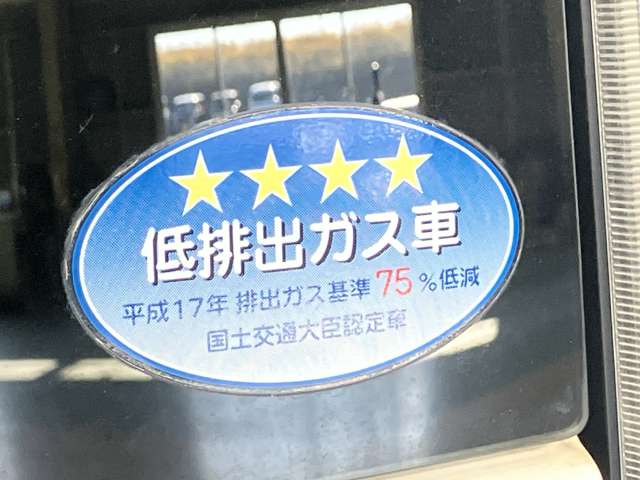 ★★★★
低排出ガス車
平成17年 排出ガス基準 75%低減
国土交通大臣認定車